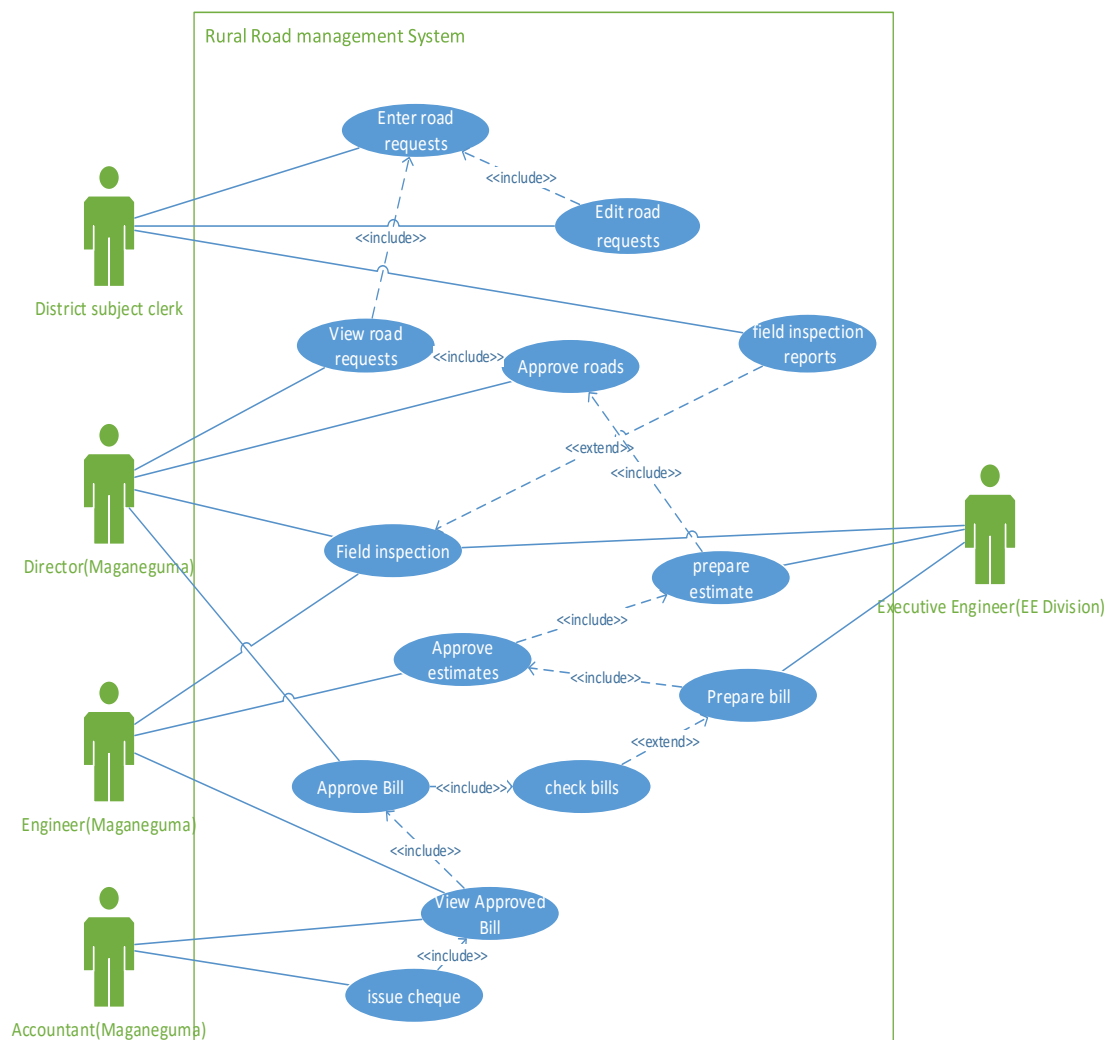 Rural Road management System
Enter road
requests
<<include>>
Edit road
requests
<<include>>
District subject clerk
View road
requests
<<include>>
field inspection
reports
Approve roads
<<extend>>
<<include>>
Field inspection
Director(Maganeguma)
prepare
estimate
Executive Engineer(EE Division)
<<include>>
Approve
estimates
<<include>>
Prepare bill
<<extend>>
Approve Bill
<<include>>
check bills
Engineer(Maganeguma)
<<include>>
View Approved
Bill
<<include>>
issue cheque
Accountant(Maganeguma)